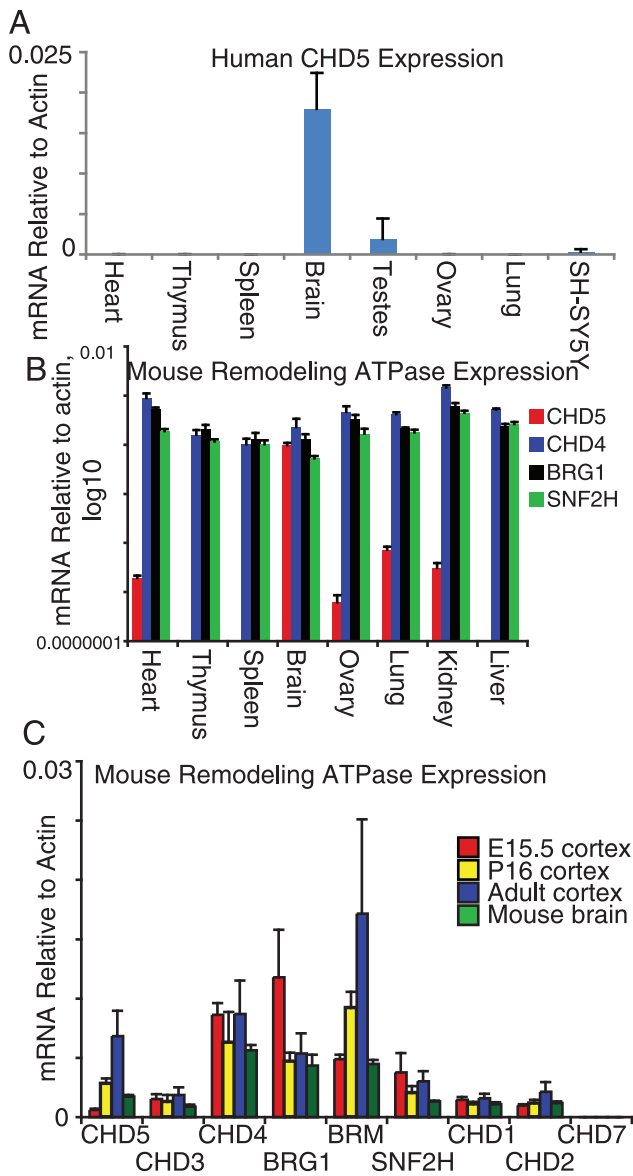 A
Human CHD5 Expression
mRNA Relative to Actin
0.025
0
Heart
Thymus
Spleen
Brain
Testes
Ovary
Lung
SH-SY5Y
B
Mouse Remodeling ATPase Expression
mRNA Relative to actin,
log10
0.01
0.0000001
CHD5
CHD4
BRG1
SNF2H
Heart
Thymus
Spleen
Brain
Ovary
Lung
Kidney
Liver
C
Mouse Remodeling ATPase Expression
mRNA Relative to Actin
0.03
0
E15.5 cortex
P16 cortex
Adult cortex
Mouse brain
CHD5
CHD3
CHD4
BRG1
BRM
SNF2H
CHD1
CHD2
CHD7